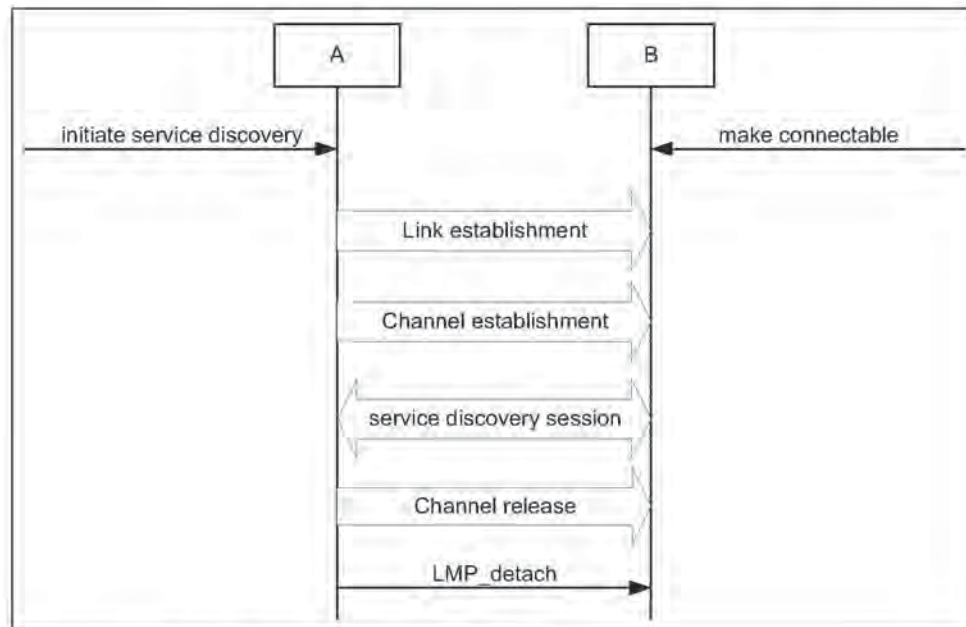 A
B
initiate service discovery
make connectable
Link establishment
Channel establishment
service discovery session
Channel release
LMP_detach